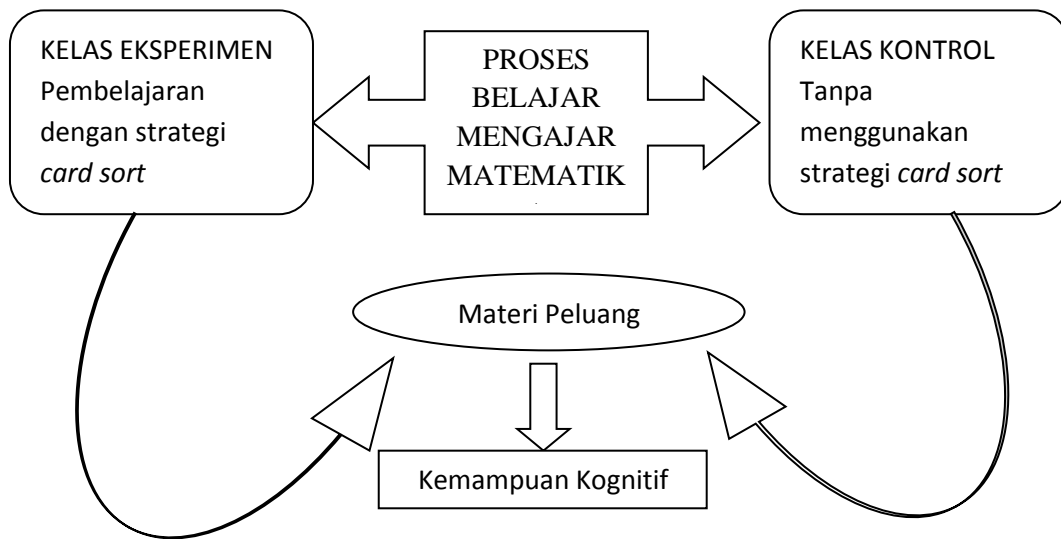 KELAS EKSPERIMEN
Pembelajaran
dengan strategi
card sort
PROSES
BELAJAR
MENGAJAR
MATEMATIK
KELAS KONTROL
Tanpa
menggunakan
strategi card sort
Materi Peluang
Kemampuan Kognitif